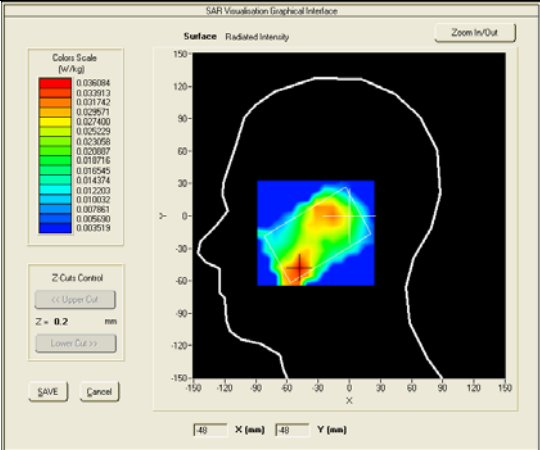 SAR Visualisation Graphical Interface
Surface Radiated Intensity
Zoom In/Out
Colors Scale
(W/kg)
0.036084
0.033913
0.031742
0.029571
0.027400
0.025229
0.023058
0.020887
0.018716
0.016545
0.014374
0.012203
0.010032
0.007861
0.005690
0.003519
150
120
90
60
30
0
-30
-60
-90
-120
-150
Y
-150 -120 -90 -60 -30 0 30 60 90 120 150
X
Z-Cuts Control
<< Upper Cut
Z = 0.2 mm
Lower Cut >>
SAVE Cancel
-48 X (mm) -48 Y (mm)